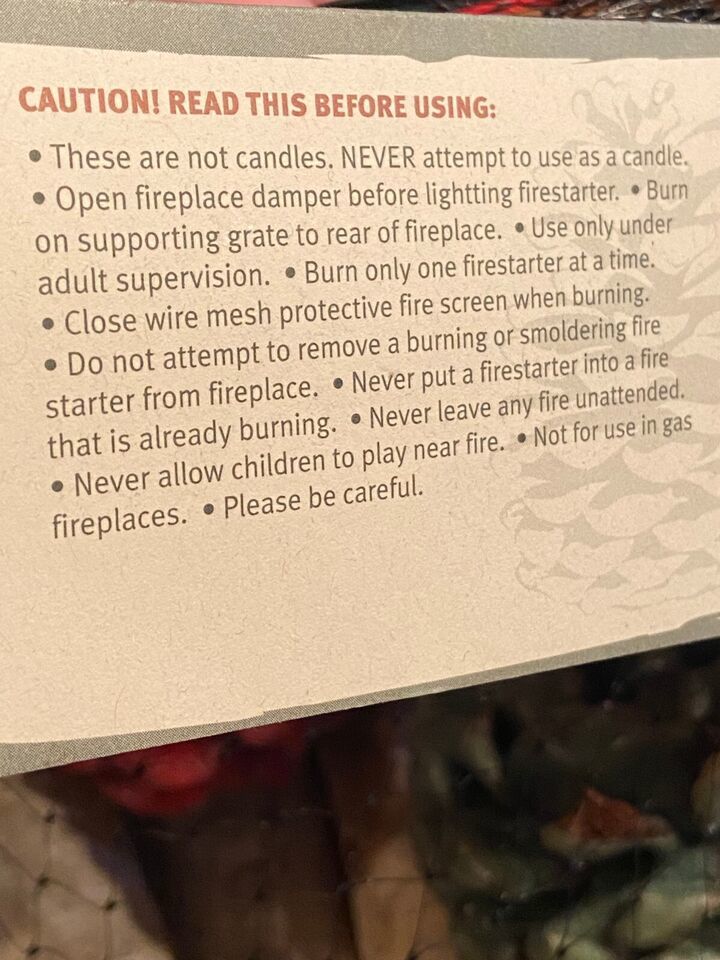 CAUTION! READ THIS BEFORE USING:
• These are not candles. NEVER attempt to use as a candle.
• Open fireplace damper before lightting firestarter. • Burn
on supporting grate to rear of fireplace. • Use only under
adult supervision. • Burn only one firestarter at a time.
• Close wire mesh protective fire screen when burning.
• Do not attempt to remove a burning or smoldering fire
starter from fireplace. • Never put a firestarter into a fire
that is already burning. • Never leave any fire unattended.
• Never allow children to play near fire. • Not for use in gas
fireplaces. • Please be careful.